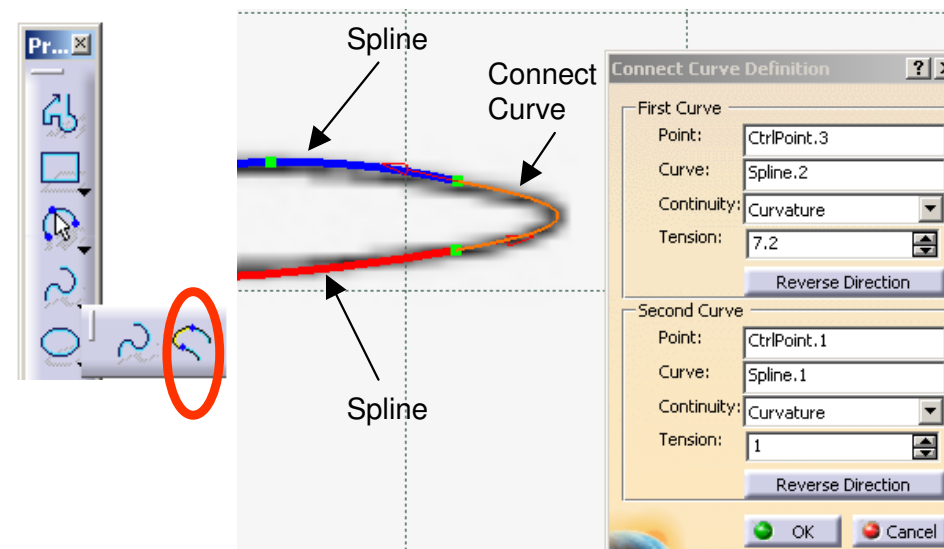 Pr...
Spline
Connect
Curve
Spline
Connect Curve Definition
First Curve
Point: CtrlPoint.3
Curve: Spline.2
Continuity: Curvature
Tension: 7.2
Reverse Direction
Second Curve
Point: CtrlPoint.1
Curve: Spline.1
Continuity: Curvature
Tension: 1
Reverse Direction
OK Cancel